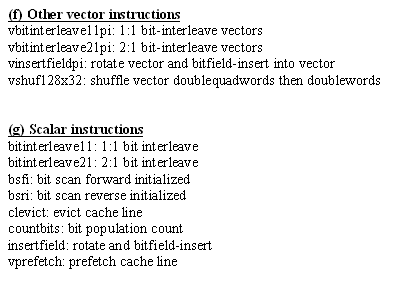 (f) Other vector instructions
vbitinterleave11pi: 1:1 bit-interleave vectors
vbitinterleave21pi: 2:1 bit-interleave vectors
vinsertfieldpi: rotate vector and bitfield-insert into vector
vshuf128x32: shuffle vector doublequadwords then doublewords
(g) Scalar instructions
bitinterleave11: 1:1 bit interleave
bitinterleave21: 2:1 bit interleave
bsfi: bit scan forward initialized
bsri: bit scan reverse initialized
clevict: evict cache line
countbits: bit population count
insertfield: rotate and bitfield-insert
vprefetch: prefetch cache line